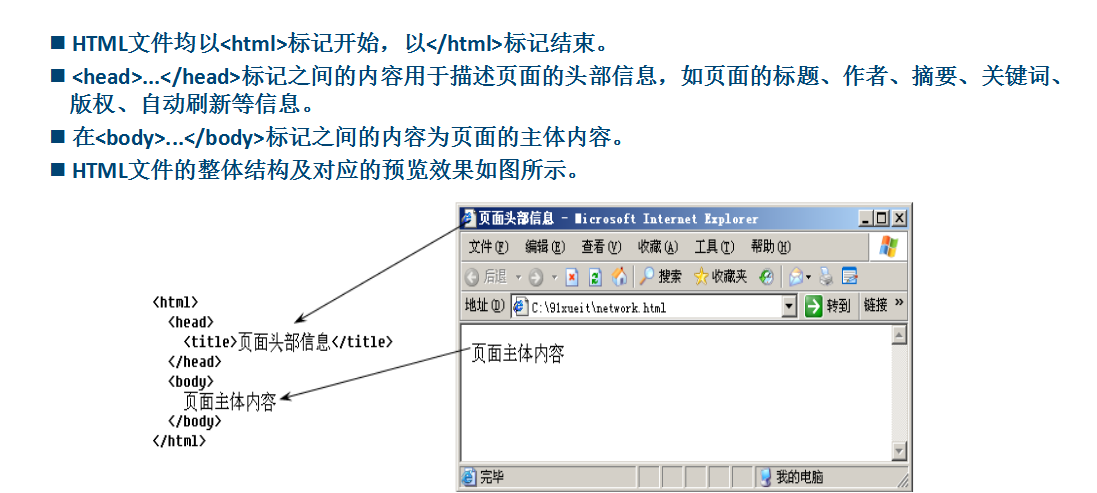 ■ HTML文件均以<html>标记开始，以</html>标记结束。
■ <head>...</head>标记之间的内容用于描述页面的头部信息，如页面的标题、作者、摘要、关键词、
版权、自动刷新等信息。
■ 在<body>...</body>标记之间的内容为页面的主体内容。
■ HTML文件的整体结构及对应的预览效果如图所示。
<html>
<head>
<title>页面头部信息</title>
</head>
<body>
页面主体内容
</body>
</html>
页面头部信息 - Microsoft Internet Explorer
文件(F) 编辑(E) 查看(V) 收藏(A) 工具(T) 帮助(H)
后退 搜索 收藏夹
地址(D) C:\91xueit\network.html 转到 链接 »
页面主体内容
完毕 我的电脑